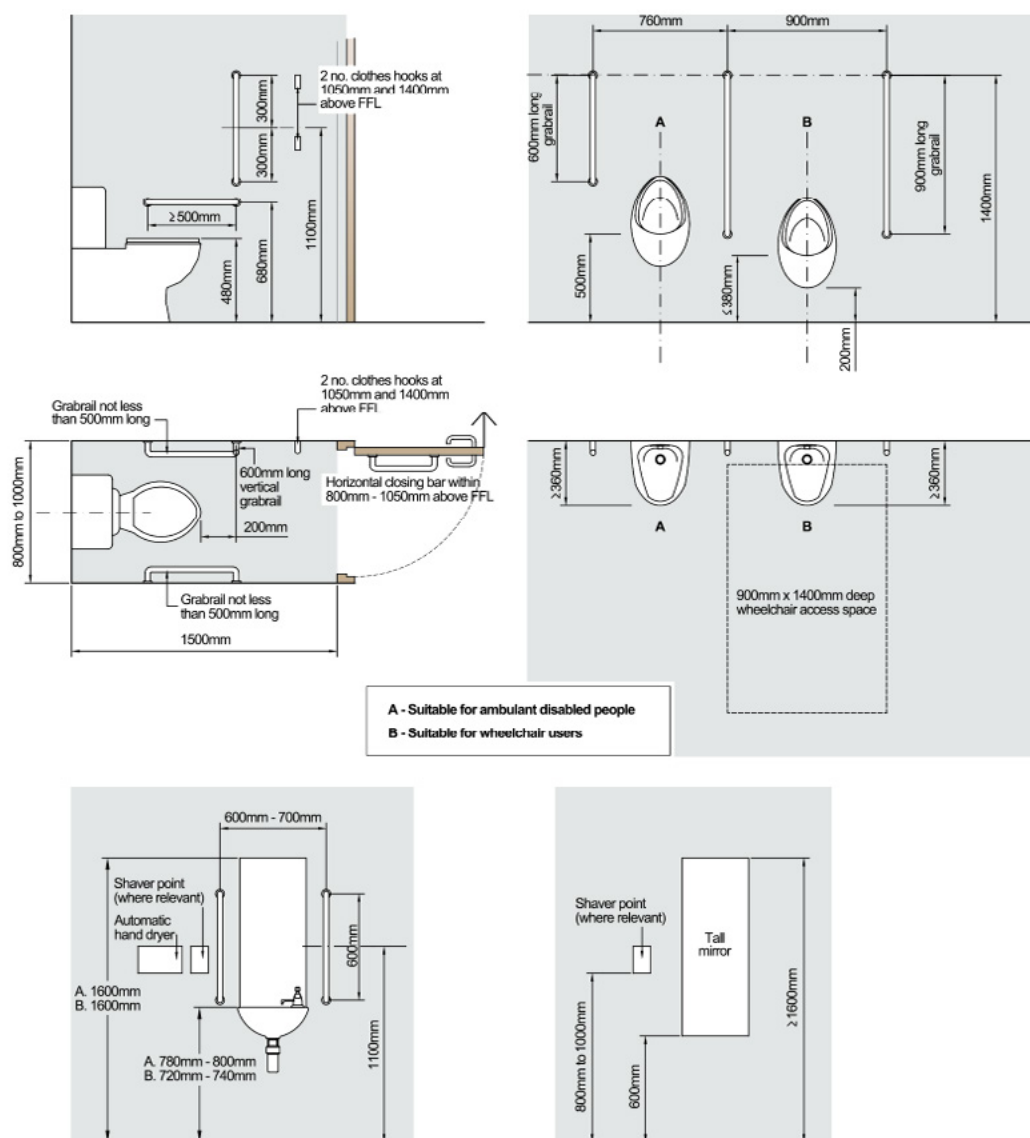 2 no. clothes hooks at
1050mm and 1400mm
above FFL
300mm
300mm
≥500mm
480mm
680mm
1100mm
760mm
900mm
600mm long
grabrail
A
B
900mm long
grabrail
1400mm
500mm
≤380mm
200mm
2 no. clothes hooks at
1050mm and 1400mm
above FFL
Grabrail not less
than 500mm long
600mm long
vertical
grabrail
Horizontal closing bar within
800mm - 1050mm above FFL
800mm to 1000mm
200mm
Grabrail not less
than 500mm long
1500mm
≥360mm
≥360mm
A
B
900mm x 1400mm deep
wheelchair access space
A - Suitable for ambulant disabled people
B - Suitable for wheelchair users
600mm - 700mm
Shaver point
(where relevant)
Automatic
hand dryer
600mm
A. 1600mm
B. 1600mm
A. 780mm - 800mm
B. 720mm - 740mm
1100mm
Shaver point
(where relevant)
Tall
mirror
800mm to 1000mm
600mm
≥1600mm